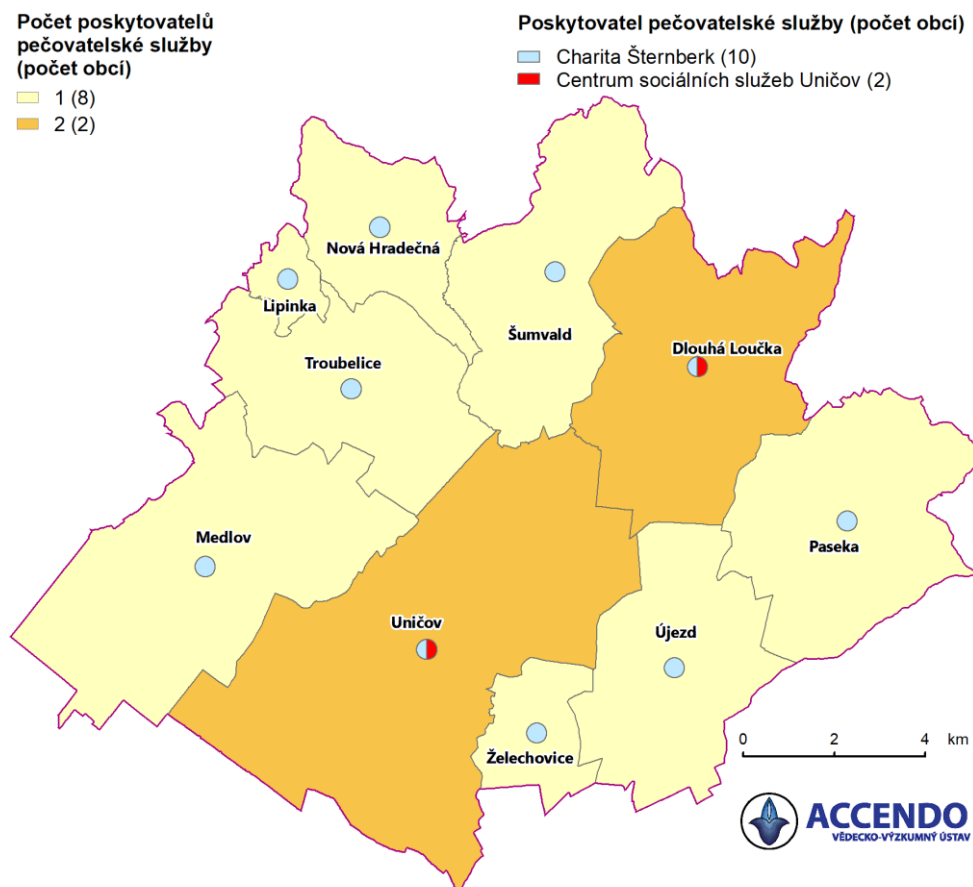 Počet poskytovatelů
pečovatelské služby
(počet obcí)
1 (8)
2 (2)
Poskytovatel pečovatelské služby (počet obcí)
Charita Šternberk (10)
Centrum sociálních služeb Uničov (2)
Nová Hradečná
Lipinka
Šumvald
Dlouhá Loučka
Troubelice
Medlov
Paseka
Uničov
Újezd
Želechovice
0 2 4 km
ACCENDO
VĚDECKO-VÝZKUMNÝ ÚSTAV